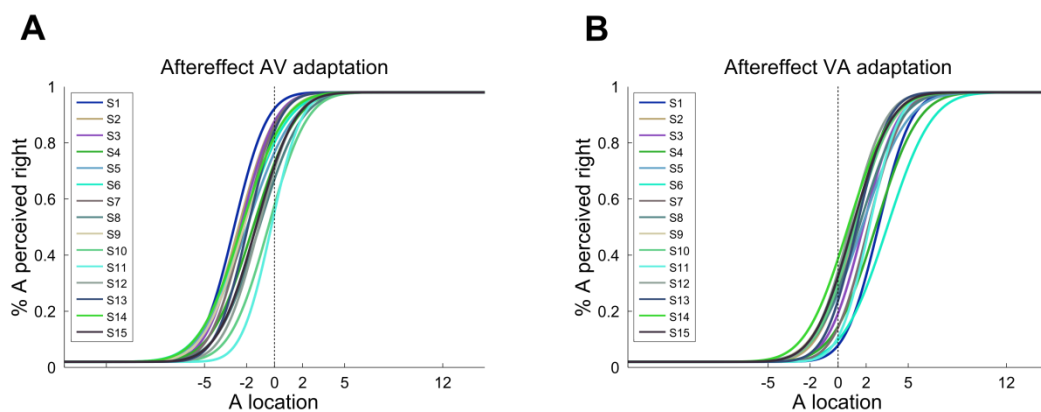 A
Aftereffect AV adaptation
% A perceived right
1
0.8
0.6
0.4
0.2
0
S1
S2
S3
S4
S5
S6
S7
S8
S9
S10
S11
S12
S13
S14
S15
-5
-2
0
2
5
12
A location
B
Aftereffect VA adaptation
% A perceived right
1
0.8
0.6
0.4
0.2
0
S1
S2
S3
S4
S5
S6
S7
S8
S9
S10
S11
S12
S13
S14
S15
-5
0
2
5
12
A location